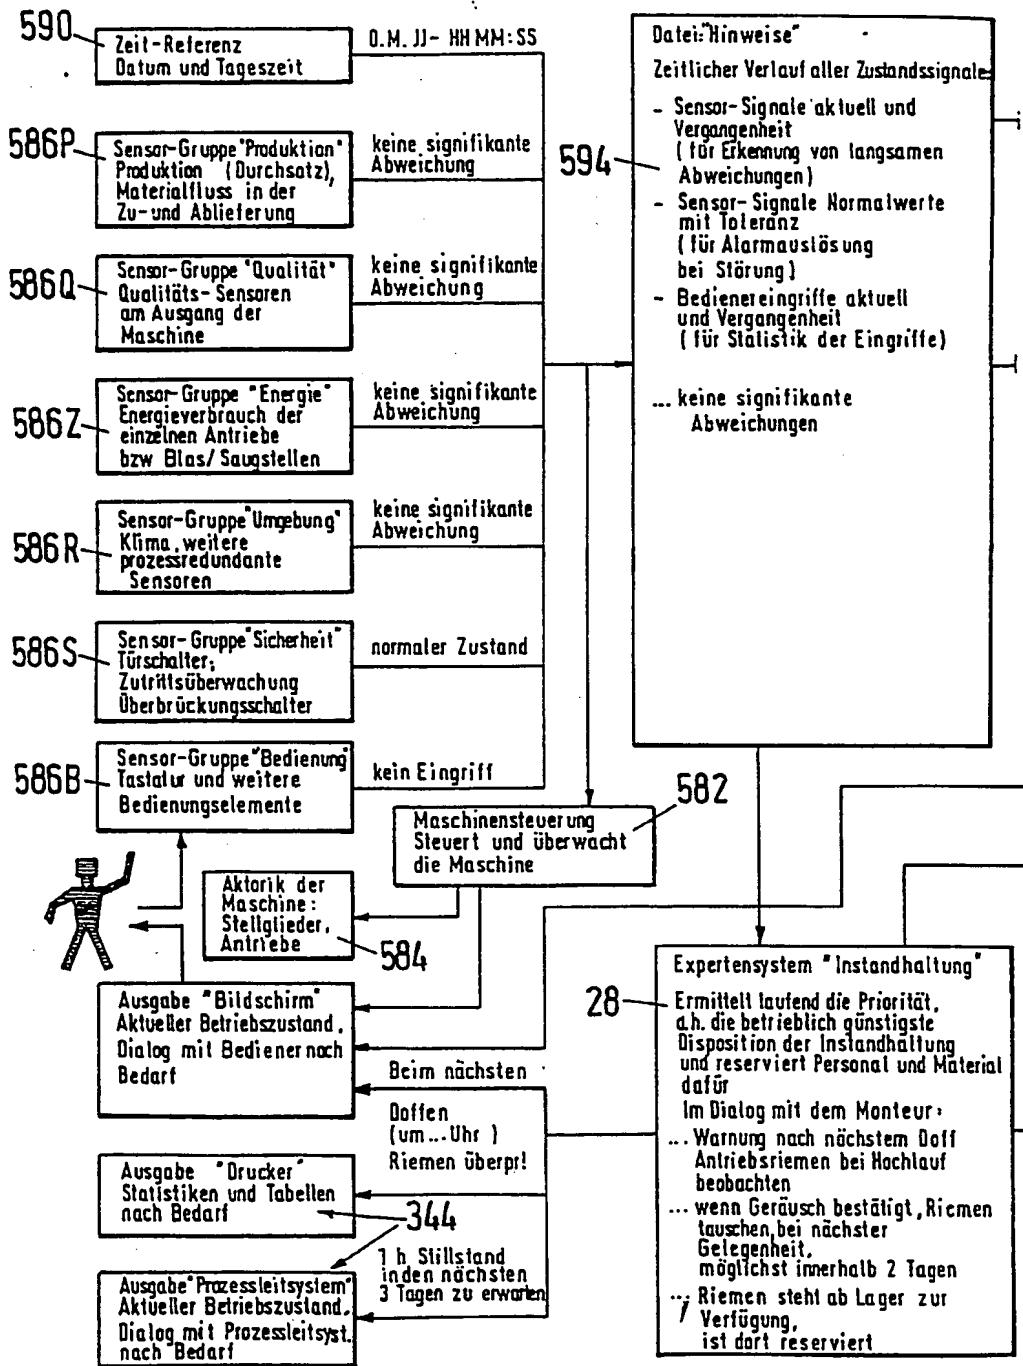 590
Zeit-Referenz
Datum und Tageszeit
D.M. JJ- HH MM:SS
586P
Sensor-Gruppe "Produktion"
Produktion (Durchsatz),
Materialfluss in der
Zu-und Ablieferung
keine signifikante
Abweichung
586Q
Sensor-Gruppe "Qualität"
Qualitäts-Sensoren
am Ausgang der
Maschine
keine signifikante
Abweichung
586Z
Sensor-Gruppe "Energie"
Energieverbrauch der
einzelnen Antriebe
bzw Blas/Saugstellen
keine signifikante
Abweichung
586R
Sensor-Gruppe "Umgebung"
Klima, weitere
prozessredundante
Sensoren
keine signifikante
Abweichung
586S
Sensor-Gruppe "Sicherheit"
Türschalter;
Zutrittsüberwachung
Überbrückungsschalter
normaler Zustand
586B
Sensor-Gruppe "Bedienung"
Tastatur und weitere
Bedienungselemente
kein Eingriff
Datei:"Hinweise"
Zeitlicher Verlauf aller Zustandssignale:
594
- Sensor-Signale aktuell und
Vergangenheit
(für Erkennung von langsamen
Abweichungen)
- Sensor-Signale Normalwerte
mit Toleranz
(für Alarmauslösung
bei Störung)
- Bedienereingriffe aktuell
und Vergangenheit
(für Statistik der Eingriffe)
... keine signifikante
Abweichungen
582
Maschinensteuerung
Steuert und überwacht
die Maschine
Aktorik der
Maschine:
Stellglieder,
Antriebe
584
Ausgabe "Bildschirm"
Aktueller Betriebszustand,
Dialog mit Bediener nach
Bedarf
Beim nächsten
Doffen
(um...Uhr)
Riemen überpr!
Ausgabe "Drucker"
Statistiken und Tabellen
nach Bedarf
344
1 h Stillstand
in den nächsten
3 Tagen zu erwarten
Ausgabe "Prozessleitsystem"
Aktueller Betriebszustand,
Dialog mit Prozessleitsyst.
nach Bedarf
Expertensystem "Instandhaltung"
28
Ermittelt laufend die Priorität,
d.h. die betrieblich günstigste
Disposition der Instandhaltung
und reserviert Personal und Material
dafür
Im Dialog mit dem Monteur:
... Warnung nach nächstem Doff
Antriebsriemen bei Hochlauf
beobachten
... wenn Geräusch bestätigt, Riemen
tauschen, bei nächster
Gelegenheit,
möglichst innerhalb 2 Tagen
... Riemen steht ab Lager zur
Verfügung,
ist dort reserviert